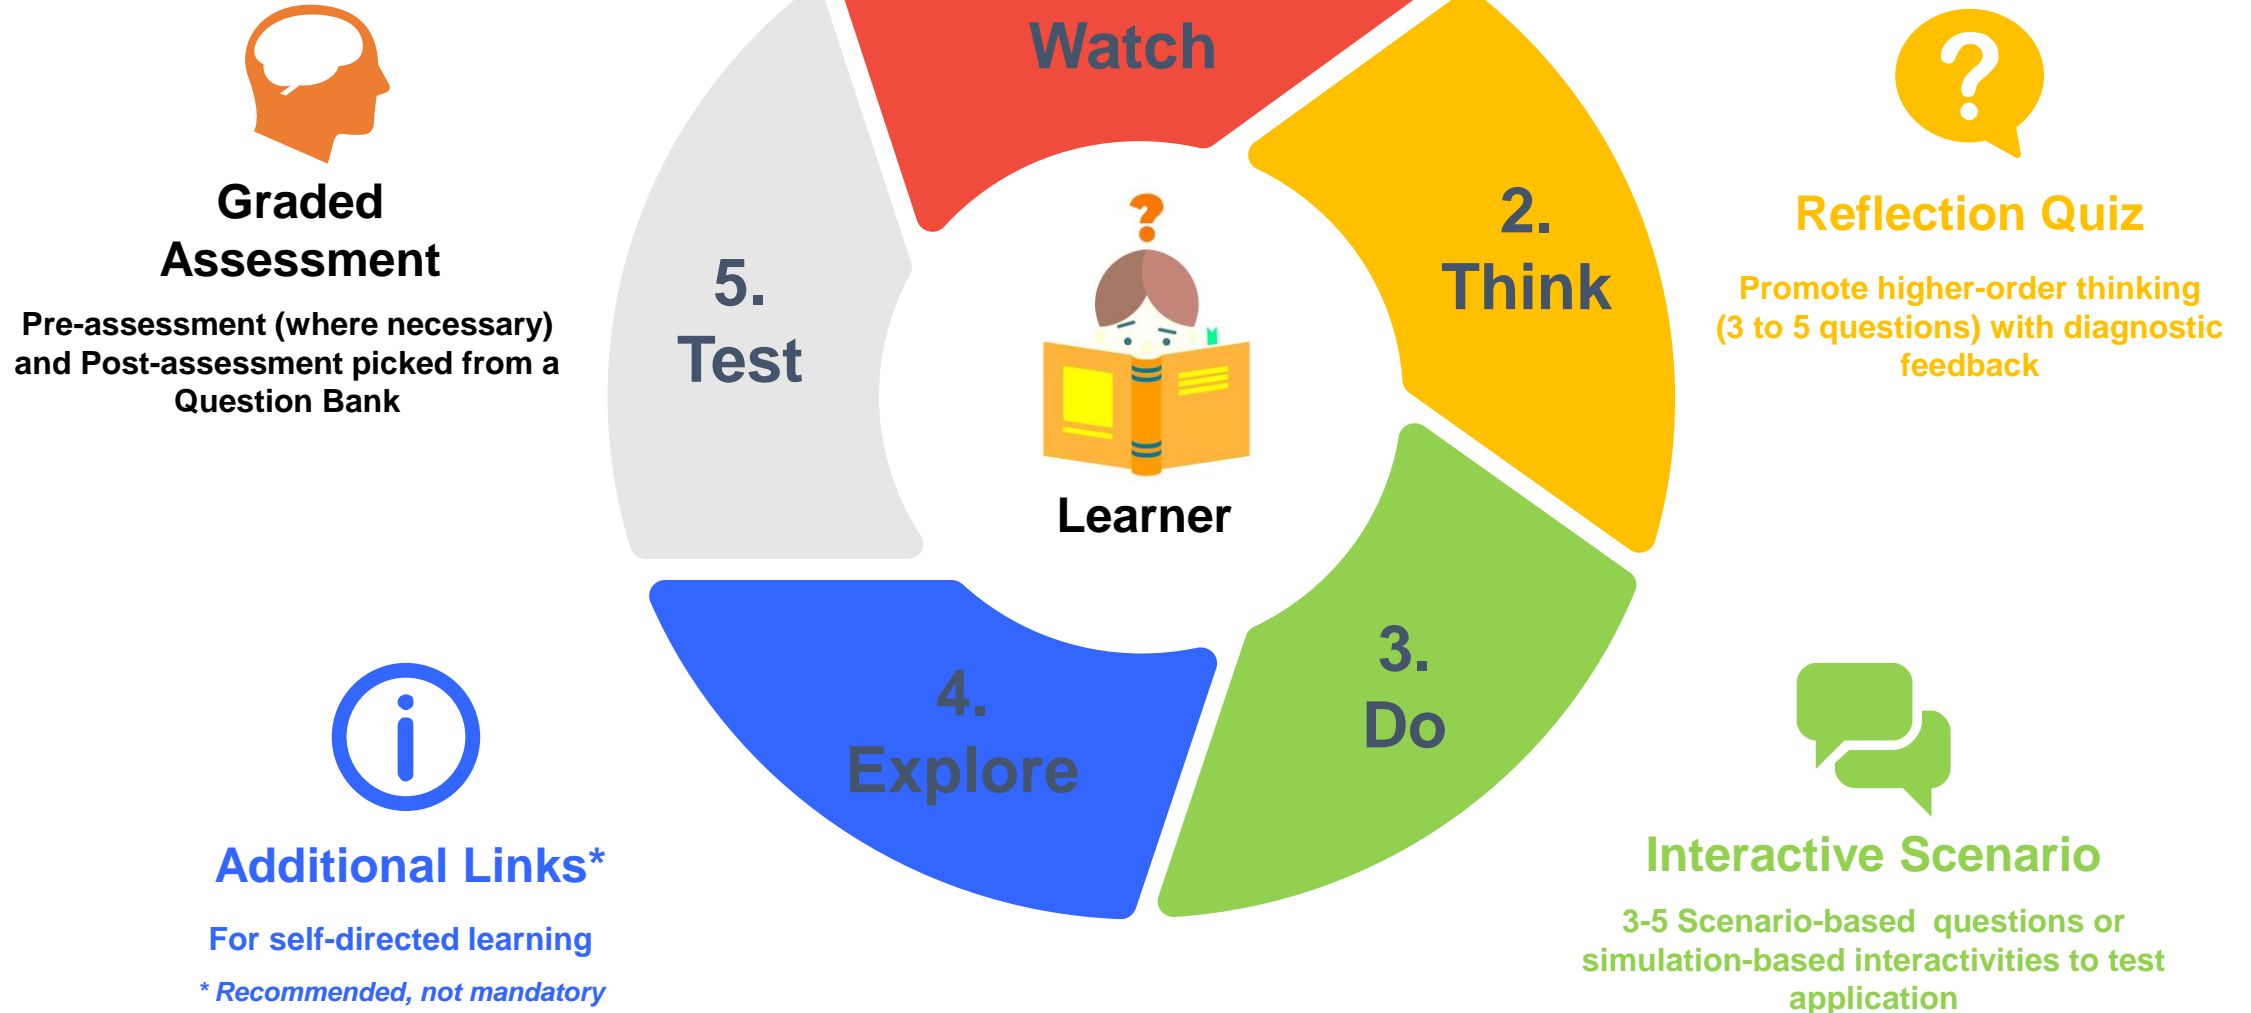 Watch
2.
Think
Reflection Quiz
Promote higher-order thinking
(3 to 5 questions) with diagnostic
feedback
3.
Do
Interactive Scenario
3-5 Scenario-based questions or
simulation-based interactivities to test
application
4.
Explore
Additional Links*
For self-directed learning
* Recommended, not mandatory
5.
Test
Graded
Assessment
Pre-assessment (where necessary)
and Post-assessment picked from a
Question Bank
?
Learner